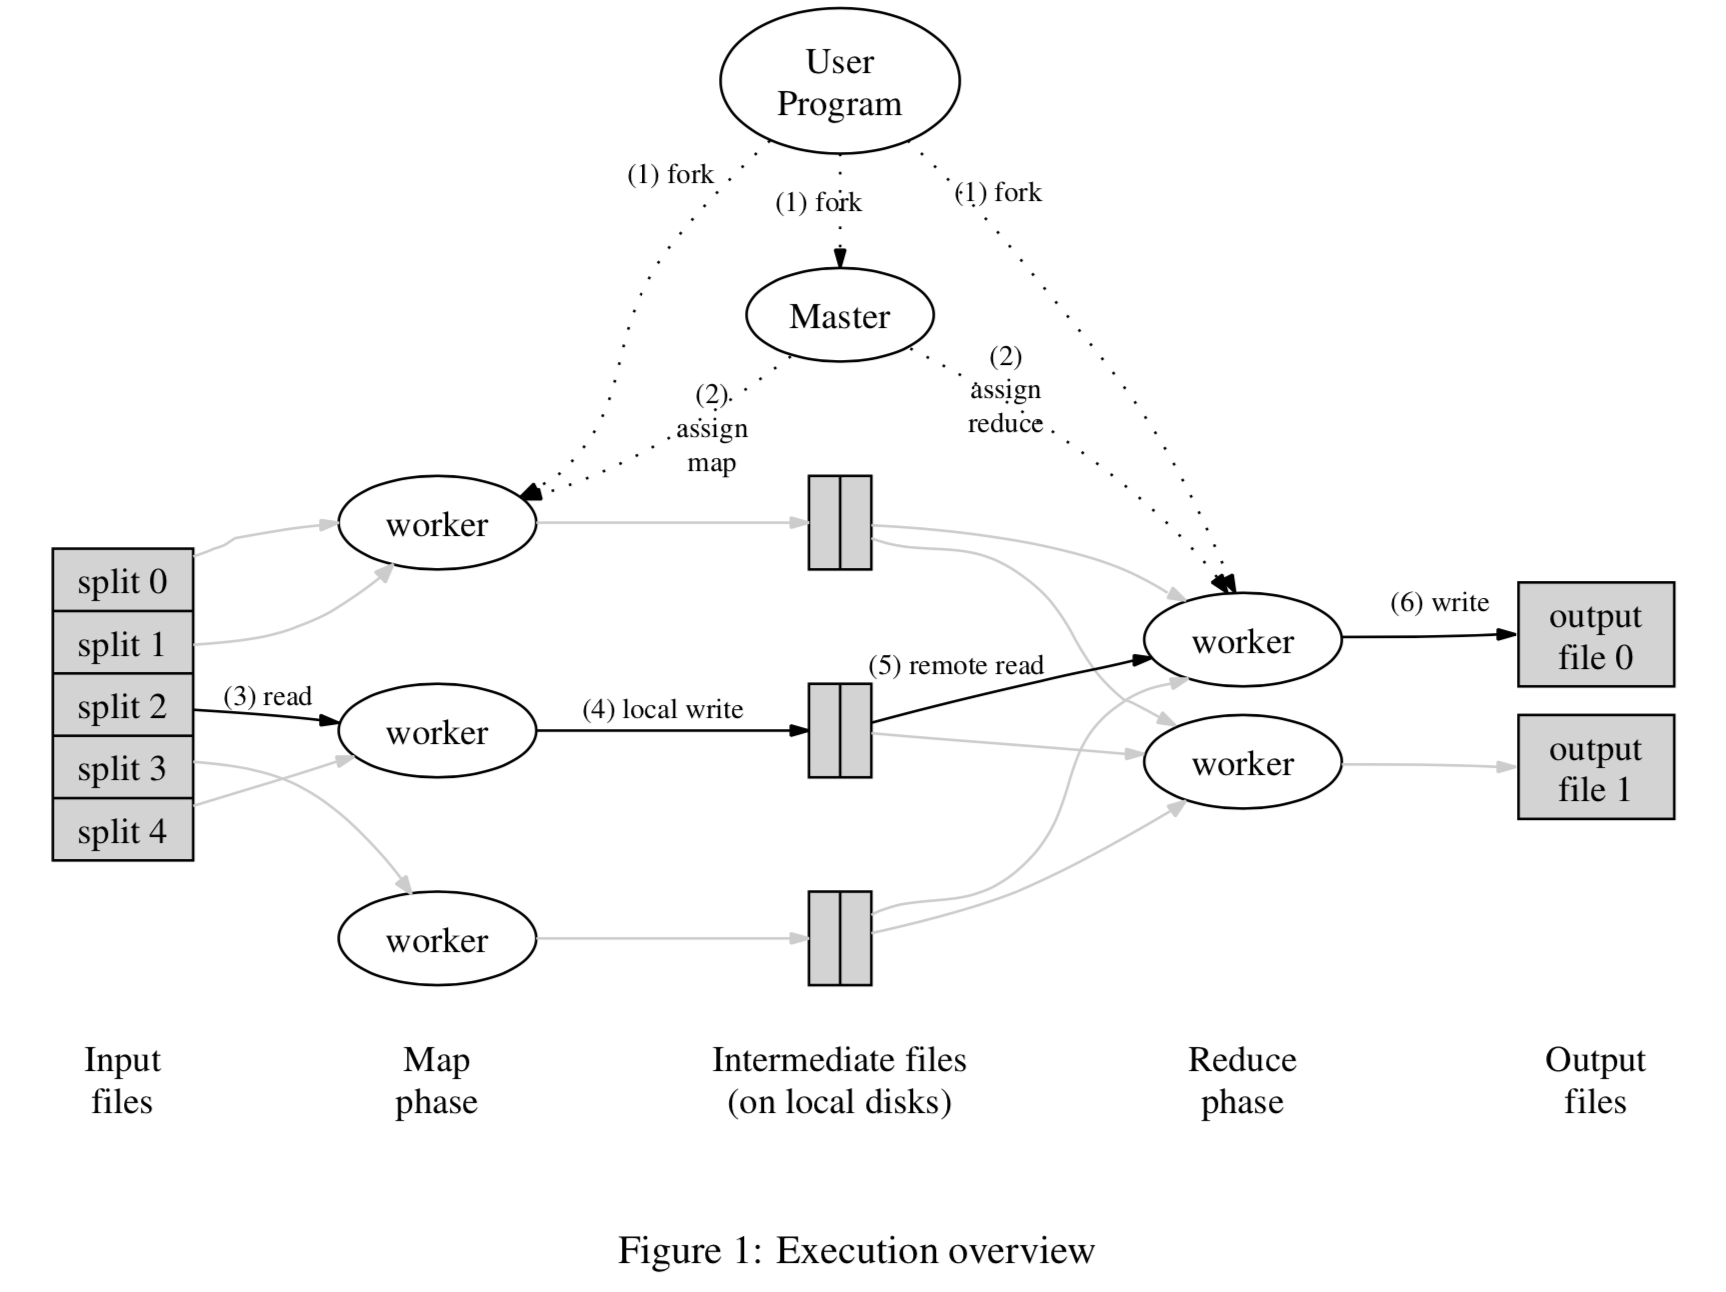 User
Program
(1) fork
(1) fork
(1) fork
Master
(2)
assign
map
(2)
assign
reduce
split 0
split 1
split 2
split 3
split 4
(3) read
worker
worker
worker
(4) local write
(5) remote read
worker
worker
(6) write
output
file 0
output
file 1
Input
files
Map
phase
Intermediate files
(on local disks)
Reduce
phase
Output
files
Figure 1: Execution overview